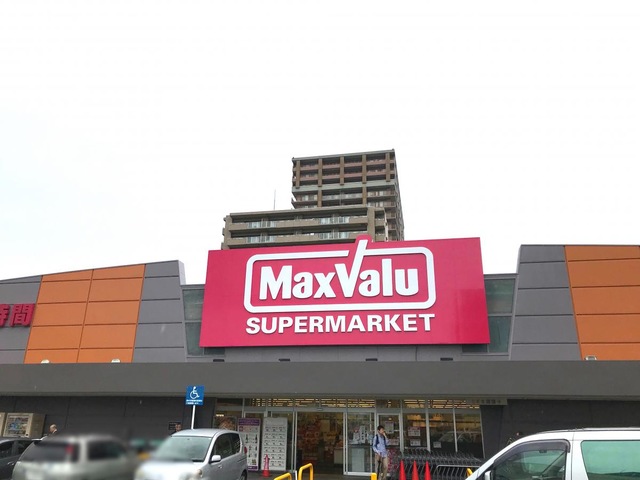 時間
MaxValu
SUPERMARKET